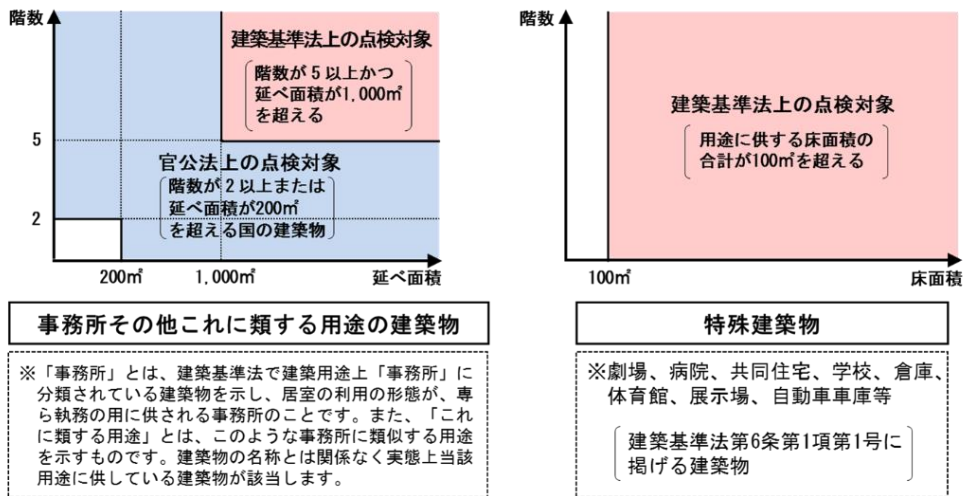 階数
建築基準法上の点検対象
階数が5以上かつ
延べ面積が1,000㎡
を超える
5
官公法上の点検対象
階数が2以上または
延べ面積が200㎡
を超える国の建築物
2
200㎡
1,000㎡
延べ面積
事務所その他これに類する用途の建築物
※「事務所」とは、建築基準法で建築用途上「事務所」に
分類されている建築物を示し、居室の利用の形態が、専
ら執務の用に供される事務所のことです。また、「これ
に類する用途」とは、このような事務所に類似する用途
を示すものです。建築物の名称とは関係なく実態上当該
用途に供している建築物が該当します。
階数
建築基準法上の点検対象
用途に供する床面積の
合計が100㎡を超える
100㎡
床面積
特殊建築物
※劇場、病院、共同住宅、学校、倉庫、
体育館、展示場、自動車車庫等
建築基準法第6条第1項第1号に
掲げる建築物